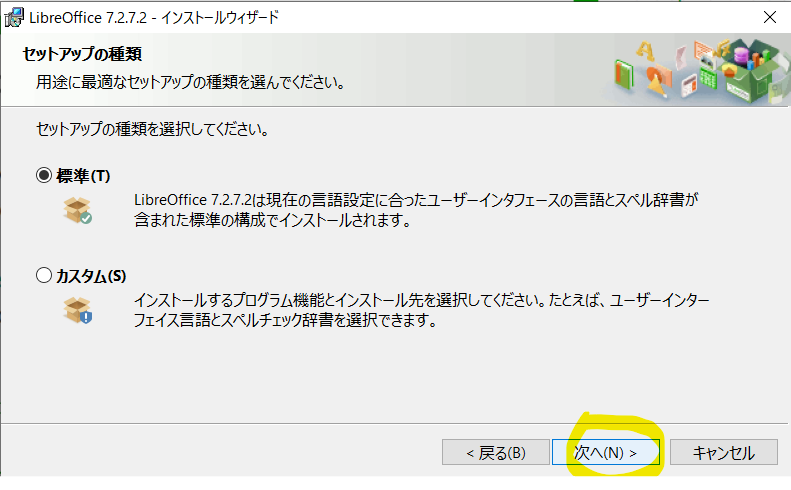 LibreOffice 7.2.7.2 - インストールウィザード
セットアップの種類
用途に最適なセットアップの種類を選んでください。
セットアップの種類を選択してください。
標準(T)
LibreOffice 7.2.7.2は現在の言語設定に合ったユーザーインタフェースの言語とスペル辞書が
含まれた標準の構成でインストールされます。
カスタム(S)
インストールするプログラム機能とインストール先を選択してください。たとえば、ユーザーインター
フェイス言語とスペルチェック辞書を選択できます。
< 戻る(B)
次へ(N) >
キャンセル